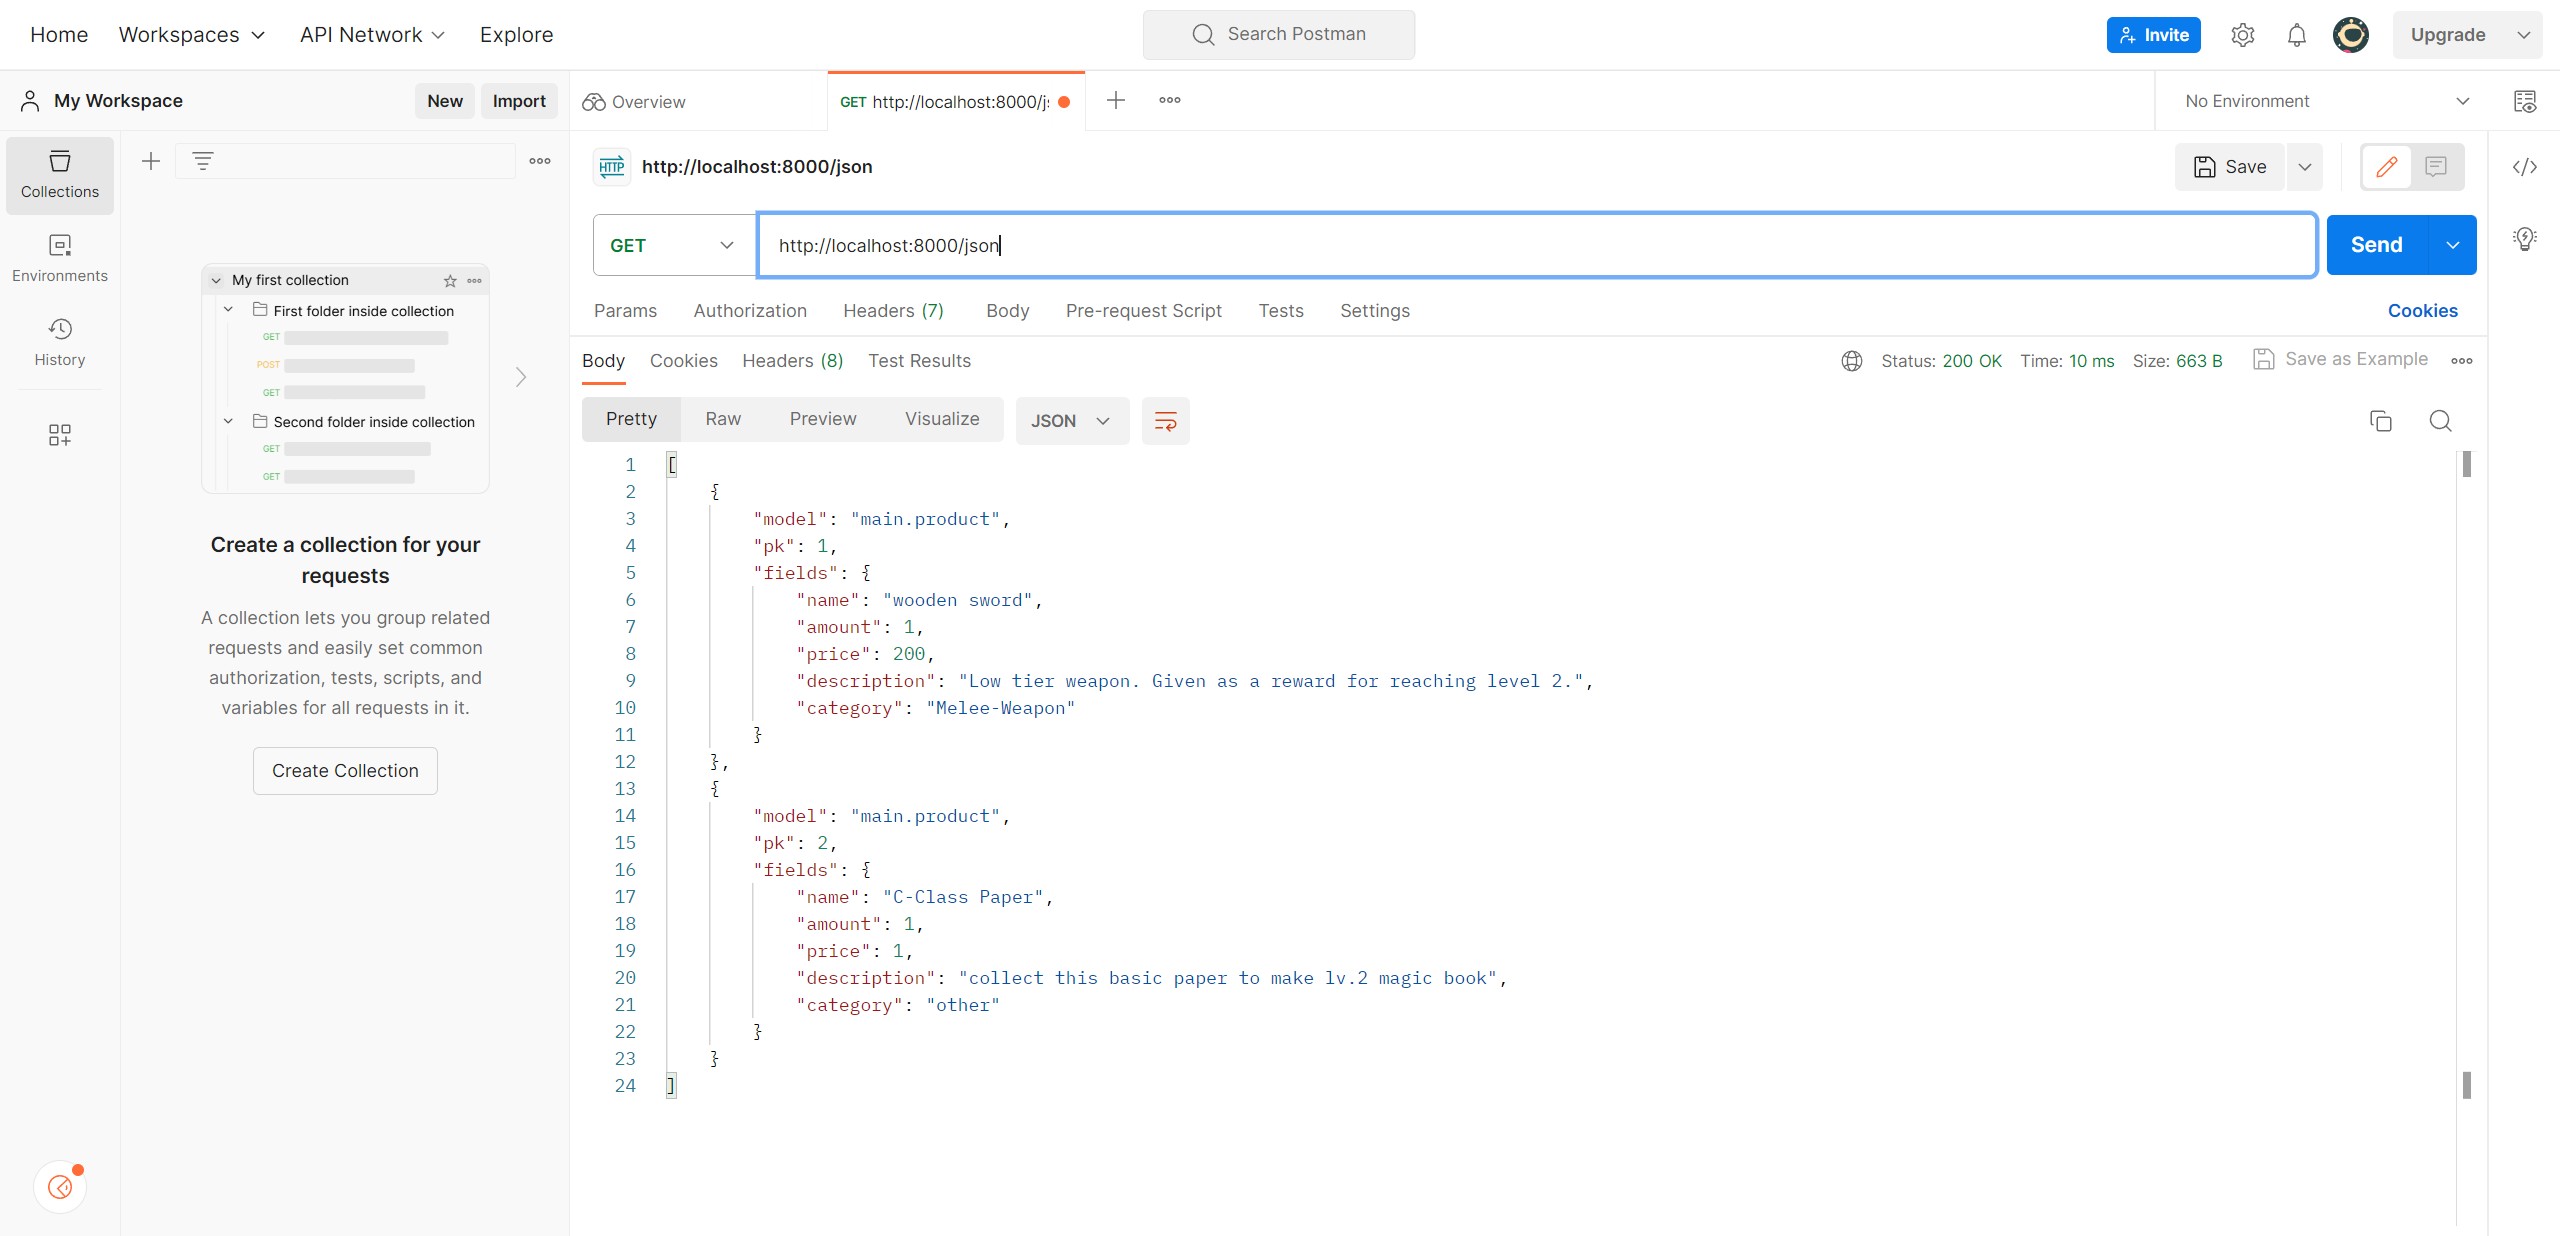 Home Workspaces API Network Explore Search Postman Invite Upgrade
My Workspace New Import Overview GET http://localhost:8000/j No Environment
HTTP http://localhost:8000/json Save
Collections
GET http://localhost:8000/json Send
Environments
My first collection
First folder inside collection
GET
POST
GET
Second folder inside collection
GET
GET
History
Params Authorization Headers (7) Body Pre-request Script Tests Settings Cookies
Body Cookies Headers (8) Test Results Status: 200 OK Time: 10 ms Size: 663 B Save as Example
Pretty Raw Preview Visualize JSON
Create a collection for your
requests
A collection lets you group related
requests and easily set common
authorization, tests, scripts, and
variables for all requests in it.
Create Collection
1 [
2 {
3 "model": "main.product",
4 "pk": 1,
5 "fields": {
6 "name": "wooden sword",
7 "amount": 1,
8 "price": 200,
9 "description": "Low tier weapon. Given as a reward for reaching level 2.",
10 "category": "Melee-Weapon"
11 }
12 },
13 {
14 "model": "main.product",
15 "pk": 2,
16 "fields": {
17 "name": "C-Class Paper",
18 "amount": 1,
19 "price": 1,
20 "description": "collect this basic paper to make lv.2 magic book",
21 "category": "other"
22 }
23 }
24 ]